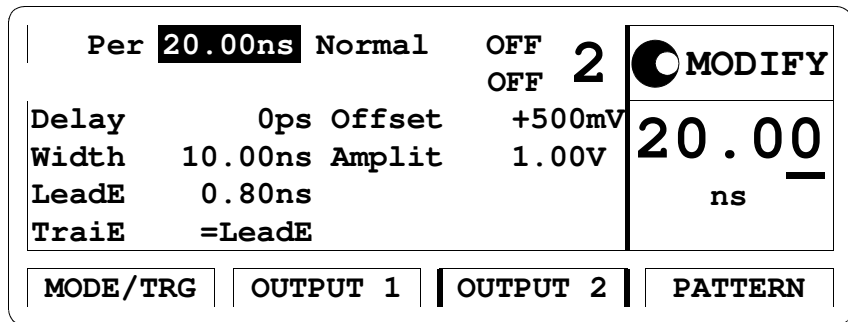 Per 20.00ns Normal OFF 2 MODIFY
OFF
Delay 0ps Offset +500mV 20.00
Width 10.00ns Amplit 1.00V
LeadE 0.80ns ns
TraiE =LeadE
MODE/TRG OUTPUT 1 OUTPUT 2 PATTERN